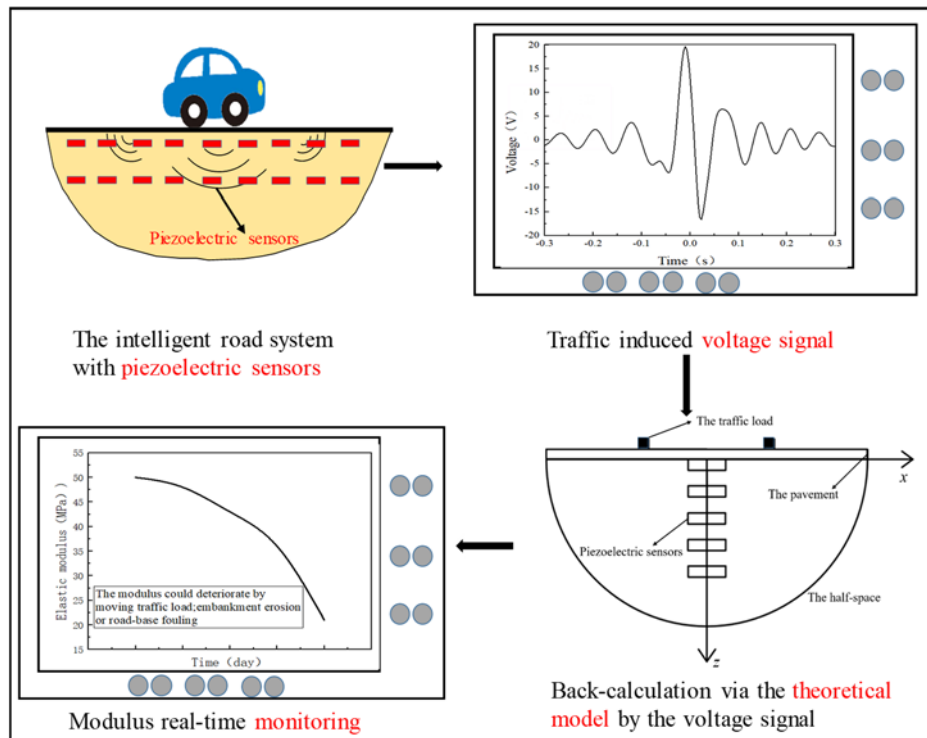 Piezoelectric sensors
The intelligent road system
with piezoelectric sensors
20
15
10
5
0
-5
-10
-15
-20
Voltage（V）
-0.3
-0.2
-0.1
0.0
0.1
0.2
0.3
Time（s）
Traffic induced voltage signal
The traffic load
x
The pavement
Piezoelectric sensors
The half-space
z
Back-calculation via the theoretical
model by the voltage signal
55
50
45
40
35
30
25
20
15
Elastic modulus (MPa))
The modulus could deteriorate by
moving traffic load;embankment erosion
or road-base fouling
Time（day）
Modulus real-time monitoring